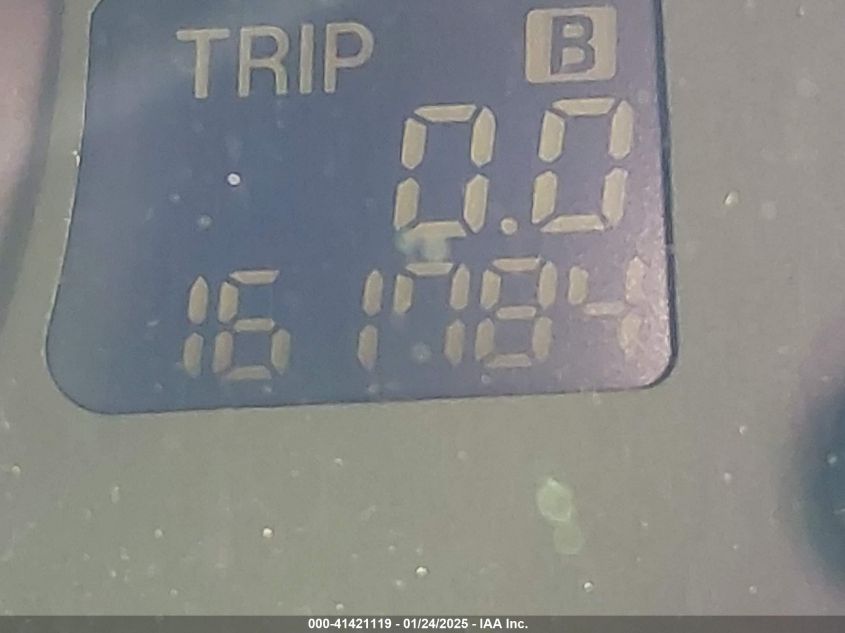 TRIP B
0.0
161784
000-41421119 - 01/24/2025 - IAA Inc.